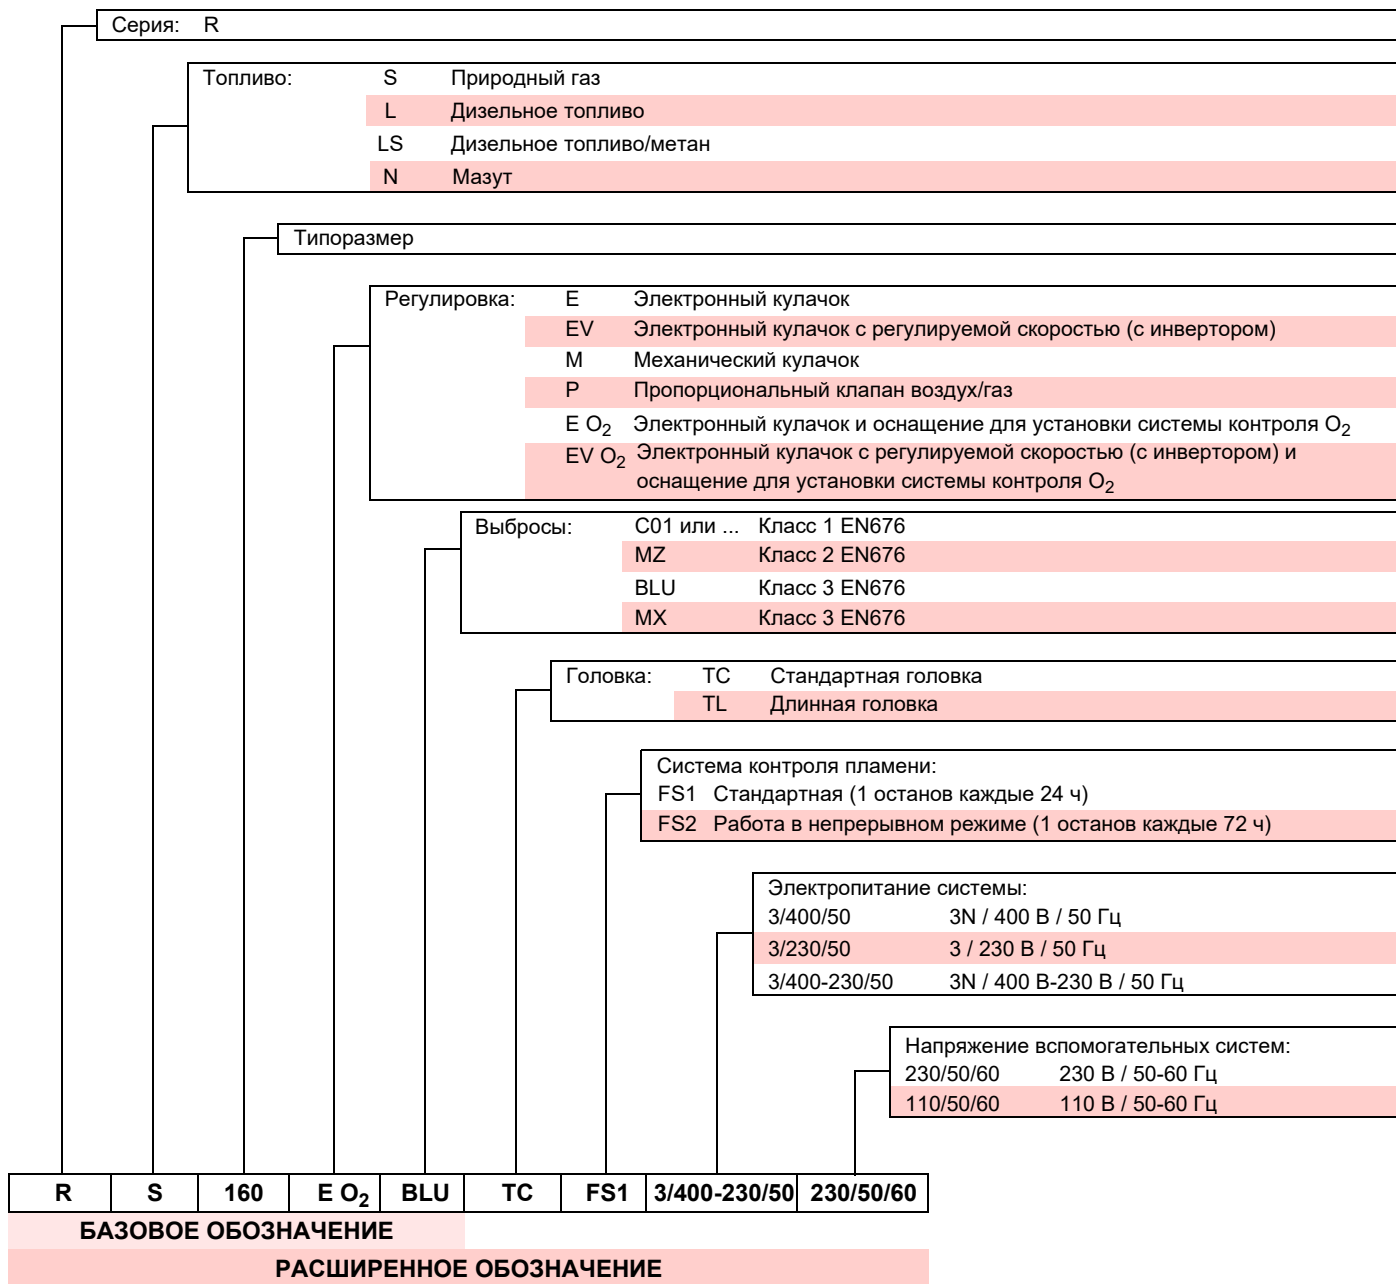 Серия: R
Топливо: S Природный газ
L Дизельное топливо
LS Дизельное топливо/метан
N Мазут
Типоразмер
Регулировка: E Электронный кулачок
EV Электронный кулачок с регулируемой скоростью (с инвертором)
M Механический кулачок
P Пропорциональный клапан воздух/газ
E O2 Электронный кулачок и оснащение для установки системы контроля O2
EV O2 Электронный кулачок с регулируемой скоростью (с инвертором) и
оснащение для установки системы контроля O2
Выбросы: C01 или ... Класс 1 EN676
MZ Класс 2 EN676
BLU Класс 3 EN676
MX Класс 3 EN676
Головка: TC Стандартная головка
TL Длинная головка
Система контроля пламени:
FS1 Стандартная (1 останов каждые 24 ч)
FS2 Работа в непрерывном режиме (1 останов каждые 72 ч)
Электропитание системы:
3/400/50 3N / 400 В / 50 Гц
3/230/50 3 / 230 В / 50 Гц
3/400-230/50 3N / 400 В-230 В / 50 Гц
Напряжение вспомогательных систем:
230/50/60 230 В / 50-60 Гц
110/50/60 110 В / 50-60 Гц
R S 160 E O2 BLU TC FS1 3/400-230/50 230/50/60
БАЗОВОЕ ОБОЗНАЧЕНИЕ
РАСШИРЕННОЕ ОБОЗНАЧЕНИЕ